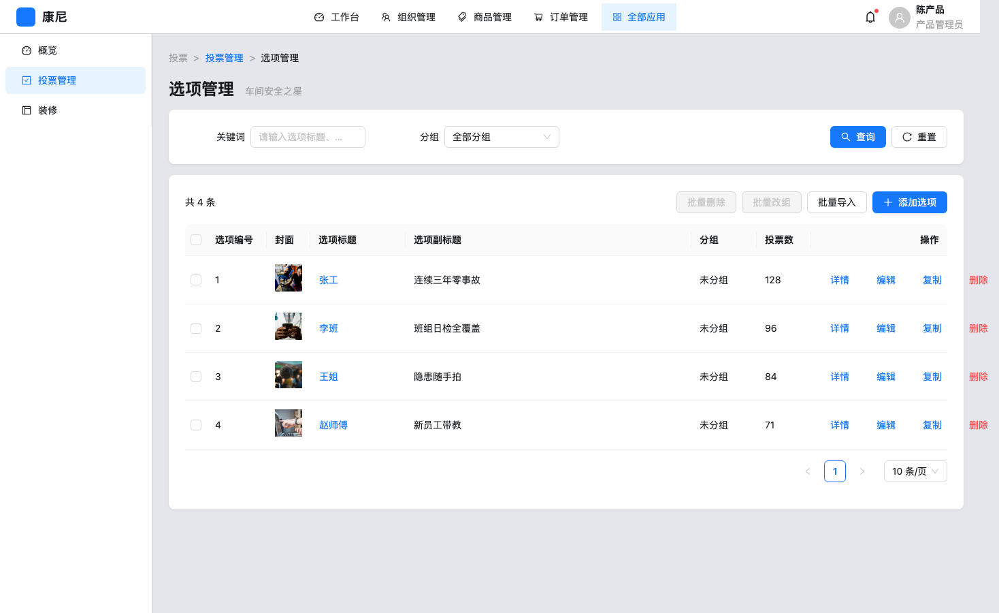 康尼
工作台 组织管理 商品管理 订单管理 全部应用
陈产品
产品管理员
概览
投票管理
装修
投票 > 投票管理 > 选项管理
选项管理 车间安全之星
关键词 请输入选项标题、... 分组 全部分组 查询 重置
共 4 条 批量删除 批量改组 批量导入 添加选项
选项编号 封面 选项标题 选项副标题 分组 投票数 操作
1 张工 连续三年零事故 未分组 128 详情 编辑 复制 删除
2 李班 班组日检全覆盖 未分组 96 详情 编辑 复制 删除
3 王姐 隐患随手拍 未分组 84 详情 编辑 复制 删除
4 赵师傅 新员工带教 未分组 71 详情 编辑 复制 删除
1 10 条/页